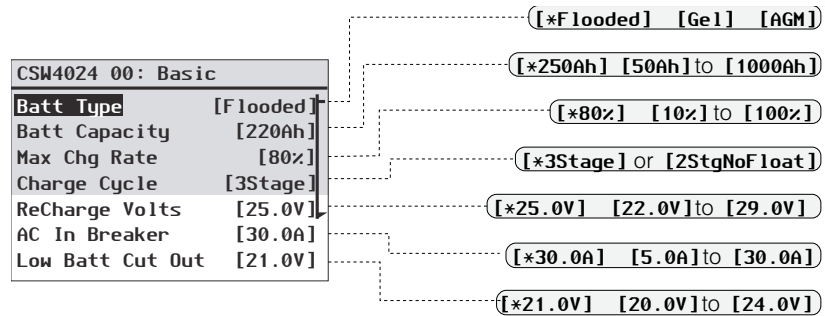 [*Flooded] [Gel] [AGM]
CSW4024 00: Basic
[*250Ah] [50Ah] to [1000Ah]
Batt Type [Flooded]
Batt Capacity [220Ah]
[*80%] [10%] to [100%]
Max Chg Rate [80%]
Charge Cycle [3Stage]
[*3Stage] or [2StgNoFloat]
ReCharge Volts [25.0V]
[*25.0V] [22.0V] to [29.0V]
AC In Breaker [30.0A]
[*30.0A] [5.0A] to [30.0A]
Low Batt Cut Out [21.0V]
[*21.0V] [20.0V] to [24.0V]